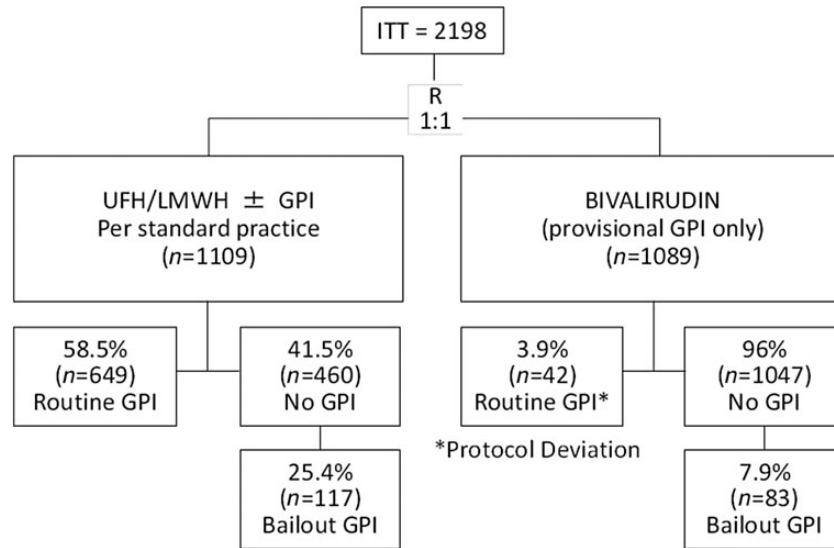 ITT = 2198
R
1:1
UFH/LMWH ± GPI
Per standard practice
(n=1109)
BIVALIRUDIN
(provisional GPI only)
(n=1089)
58.5%
(n=649)
Routine GPI
41.5%
(n=460)
No GPI
3.9%
(n=42)
Routine GPI*
96%
(n=1047)
No GPI
*Protocol Deviation
25.4%
(n=117)
Bailout GPI
7.9%
(n=83)
Bailout GPI